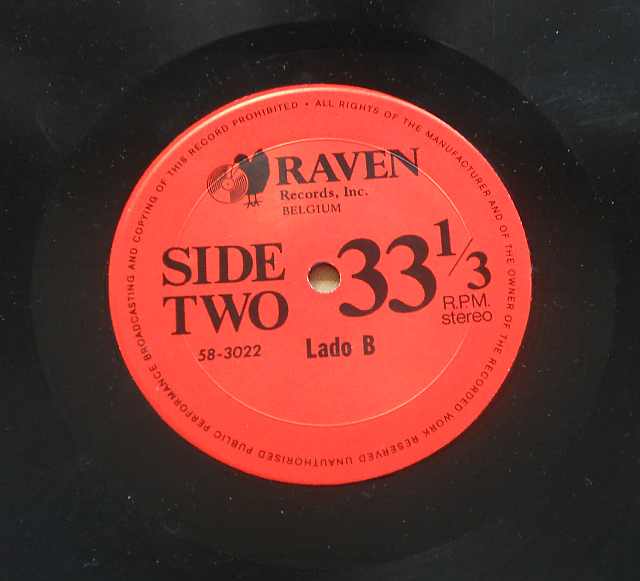 RAVEN
Records, Inc.
BELGIUM
SIDE
TWO
33 1/3
R.P.M.
stereo
58-3022
Lado B
ALL RIGHTS OF THE MANUFACTURER AND OF THE OWNER OF THE RECORDED WORK RESERVED UNAUTHORISED PUBLIC PERFORMANCE BROADCASTING AND COPYING OF THIS RECORD PROHIBITED •